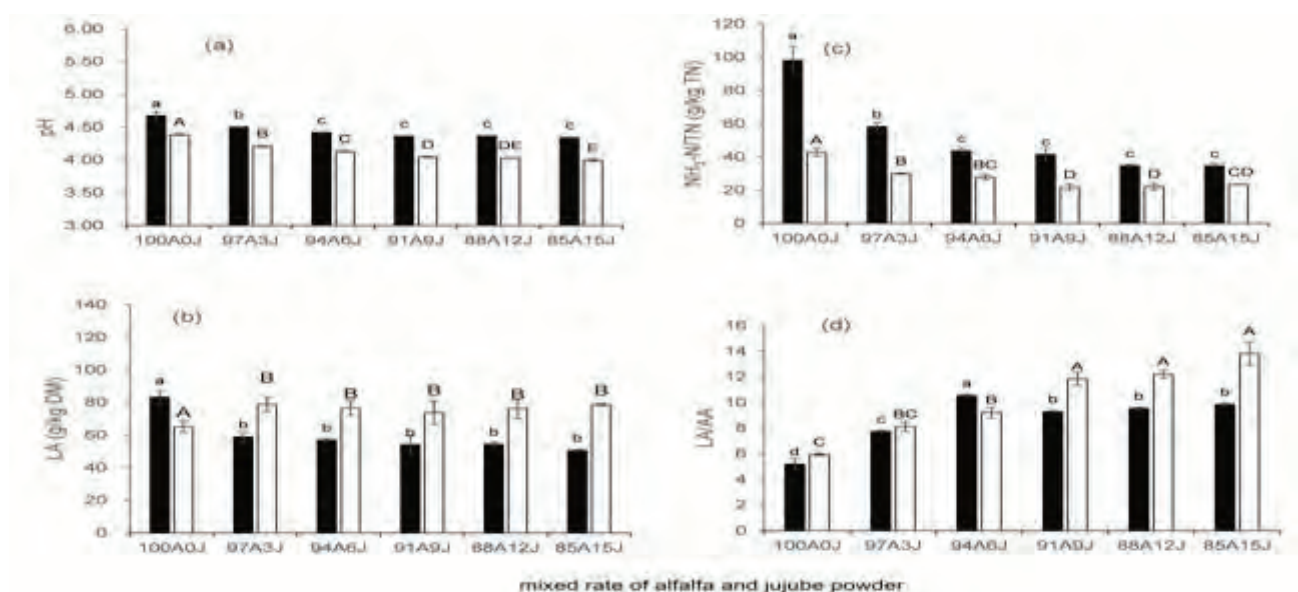 (a)
pH
6.00
5.50
5.00
4.50
4.00
3.50
3.00
a A b B c C c D c DE c E
100A0J 97A3J 94A6J 91A9J 88A12J 85A15J
(c)
NH3-N/TN (g/kg TN)
120
100
80
60
40
20
0
a A b B c BC c D c D c CD
100A0J 97A3J 94A6J 91A9J 88A12J 85A15J
(b)
LA (g/kg DM)
140
120
100
80
60
40
20
0
a A b B b B b B b B b B
100A0J 97A3J 94A6J 91A9J 88A12J 85A15J
(d)
LA/AA
16
14
12
10
8
6
4
2
0
d C c BC a B b A b A b A
100A0J 97A3J 94A6J 91A9J 88A12J 85A15J
mixed rate of alfalfa and jujube powder